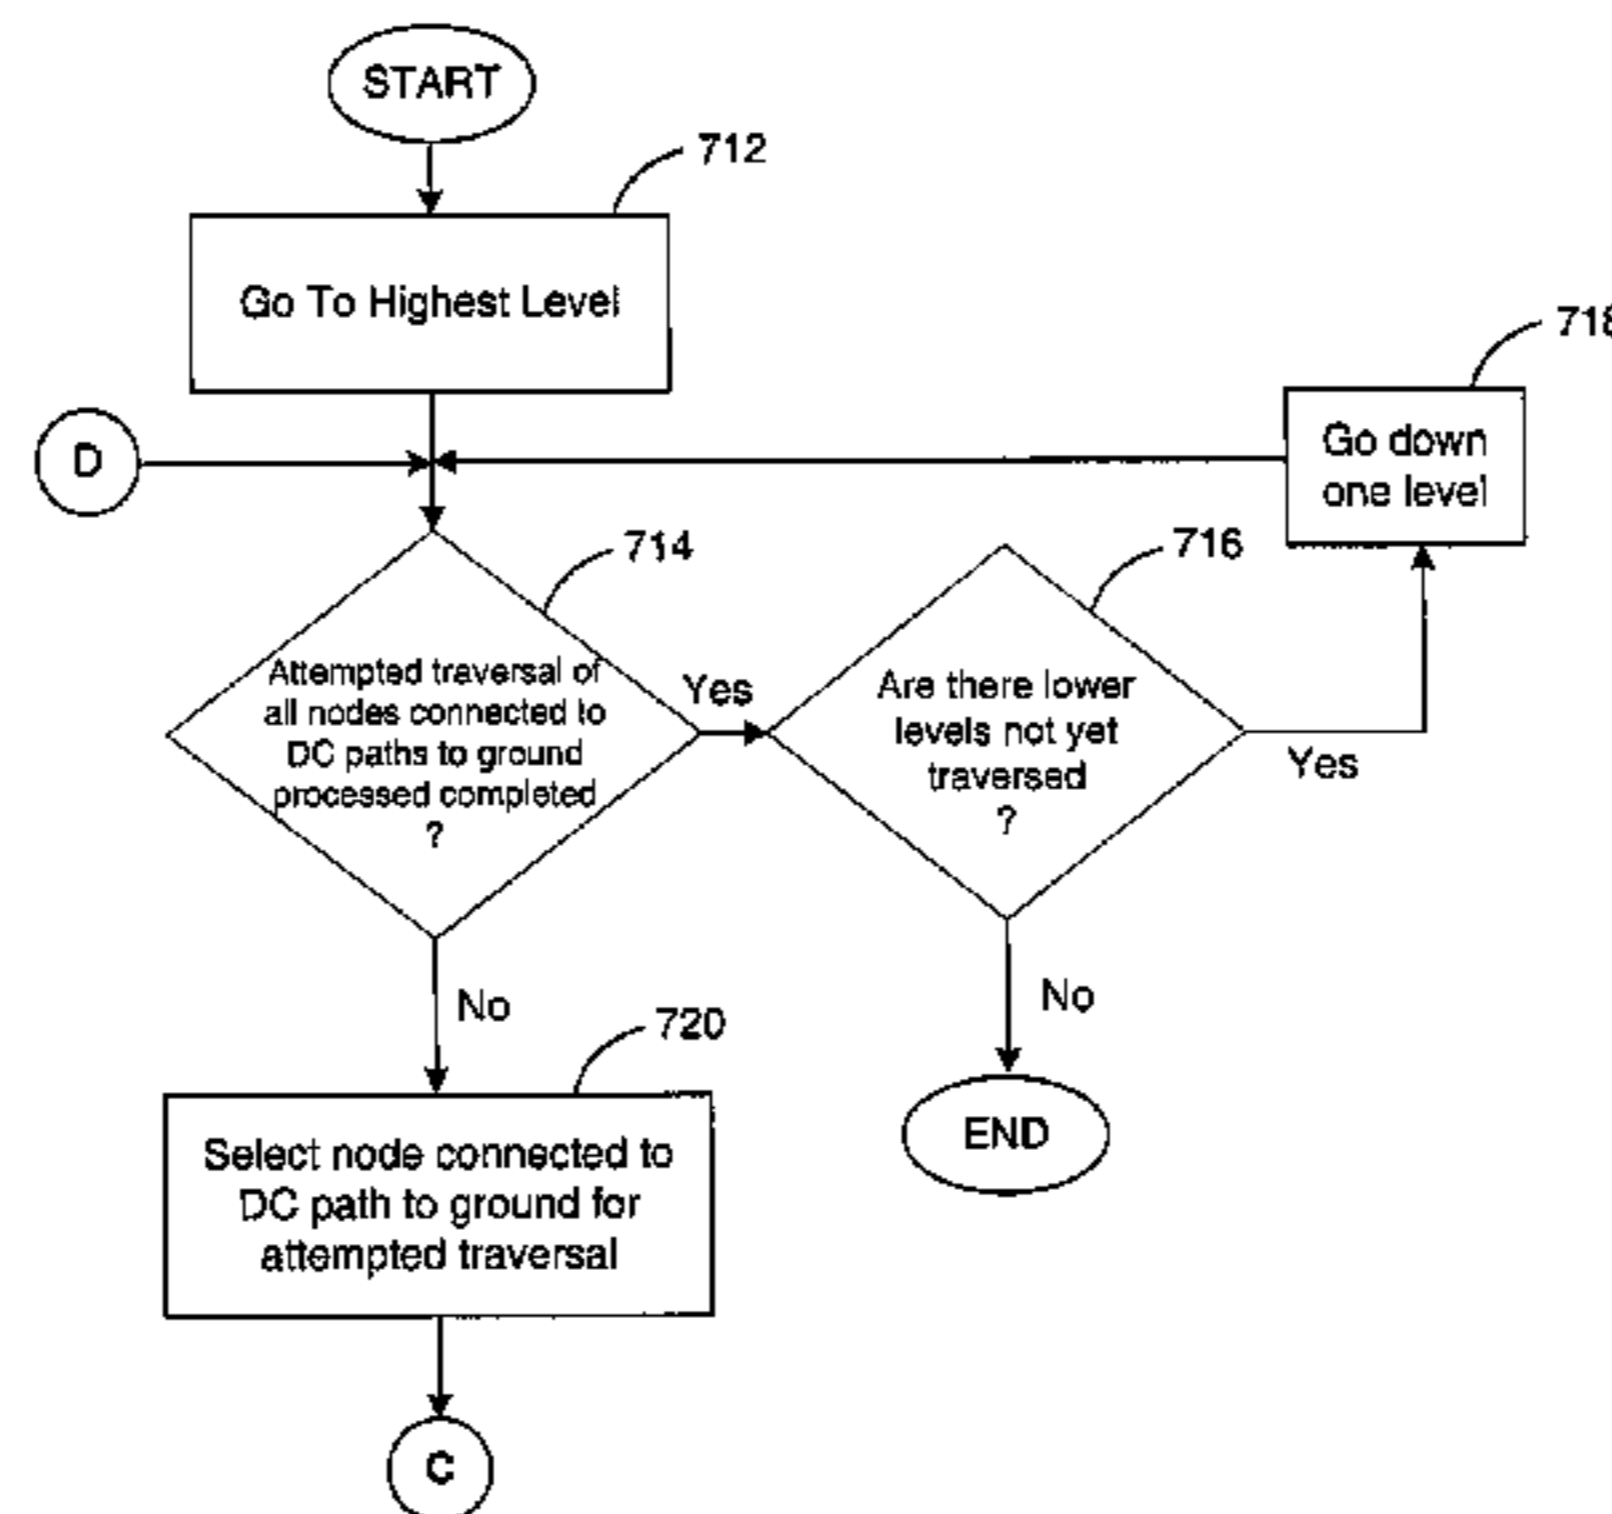 START
712
Go To Highest Level
718
Go down
one level
D
714
716
Attempted traversal of
all nodes connected to
DC paths to ground
processed completed
?
Yes
Are there lower
levels not yet
traversed
?
Yes
No
No
720
Select node connected to
DC path to ground for
attempted traversal
END
C